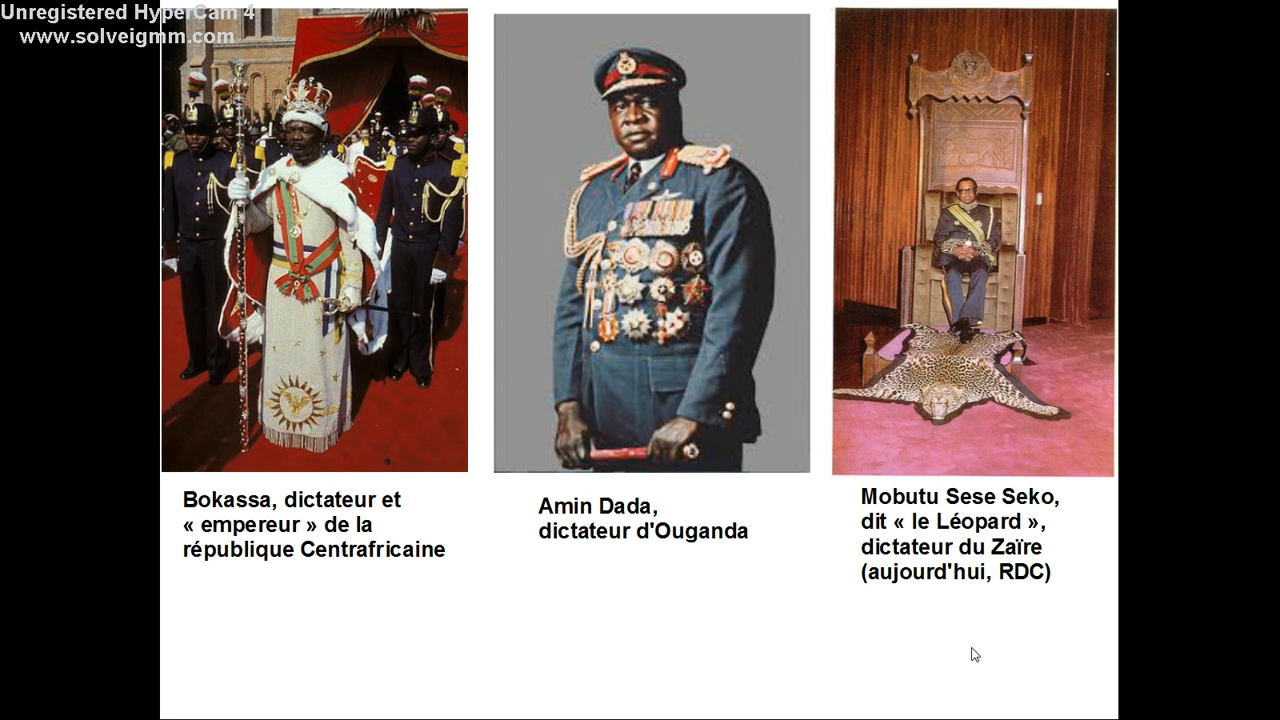 Unregistered HyperCam 4
www.solveigmm.com
Bokassa, dictateur et
« empereur » de la
république Centrafricaine
Amin Dada,
dictateur d'Ouganda
Mobutu Sese Seko,
dit « le Léopard »,
dictateur du Zaïre
(aujourd'hui, RDC)